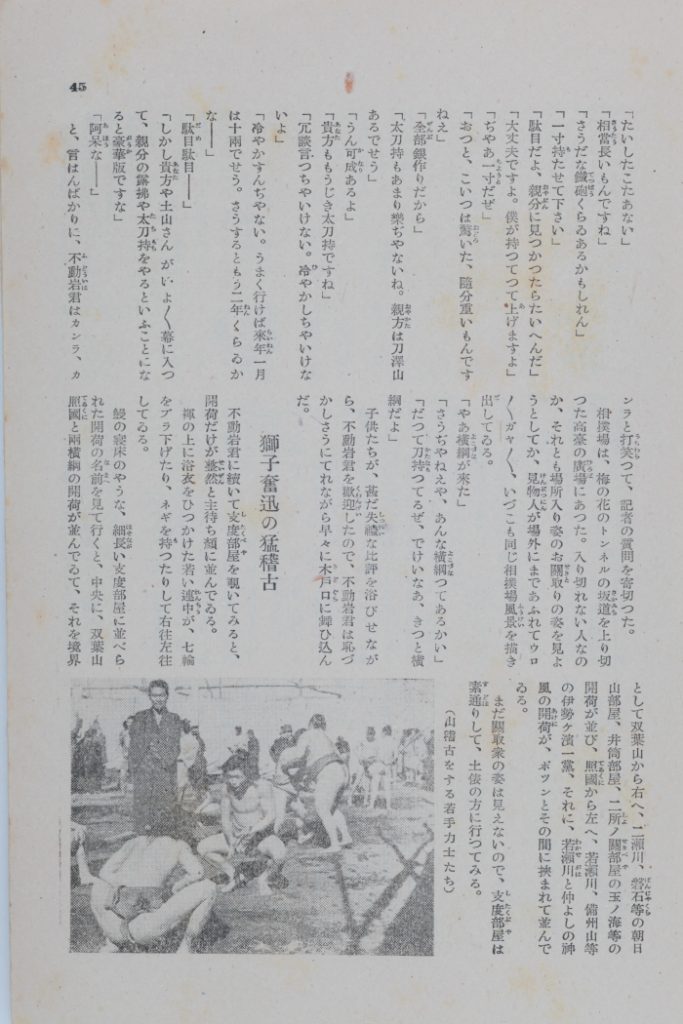 45
「たいしたこたあない」
「相當長いもんですね」
「さうだな鐵砲くらゐあるかもしれん」
「一寸持たせて下さい」
「駄目だよ、親分に見つかつたらたいへんだ」
「大丈夫ですよ。僕が持つてつて上げますよ」
「ぢやあ一寸だぜ」
「おつと、こいつは驚いた、隨分重いもんです
ねえ」
「全部銀作りだから」
「太刀持もあまり樂ぢやないね。親方は刀澤山
あるでせう」
「うん可成あるよ」
「貴方ももうじき太刀持ですね」
「冗談言つちやいけない。冷やかしちやいけな
いよ」
「冷やかすんぢやない。うまく行けば來年一月
は十兩でせう。さうするともう二年くらゐか
な――」
「駄目駄目――」
「しかし貴方や土山さんがいよ〳〵幕に入つ
て、親分の露拂や太刀持をやるといふことにな
ると豪華版ですな」
「阿呆な――」
と、言はんばかりに、不動岩君はカンラ、カ
ンラと打笑つて、記者の質問を寄切つた。
相撲場は、梅の花のトンネルの坂道を上り切
つた高臺の廣場にあつた。入り切れない人なの
か、それとも場所入り姿のお關取りの姿を見よ
うとしてか、見物人が場外にまであふれてウロ
〳〵ガヤ〳〵、いづこも同じ相撲場風景を描き
出してゐる。
「やあ橫綱が來た」
「さうぢやねえや、あんな橫綱つてあるかい」
「だつて刀持つてるぜ、でけいなあ、きつと橫
綱だよ」
子供たちが、甚だ失禮な比評を浴びせなが
ら、不動岩君を歡迎したので、不動岩君は恥づ
かしさうにてれながら早々に木戸口に舞ひ込ん
だ。
獅子奮迅の猛稽古
不動岩君に續いて支度部屋を覗いてみると、
開荷だけが整然と主待ち顏に並んでゐる。
褌の上に浴衣をひつかけた若い連中が、七輪
をブラ下げたり、ネギを持つたりして右往左往
してゐる。
鰻の寢床のやうな、細長い支度部屋に並べら
れた開荷の名前を見て行くと、中央に、双葉山
照國と兩橫綱の開荷が並んでゐて、それを境界
として双葉山から右へ、二瀬川、磐石等の朝日
山部屋、井筒部屋、二所ノ關部屋の玉ノ海等の
開荷が並び、照國から左へ、若瀬川、備州山等
の伊勢ケ濱一黨、それに、若瀬川と仲よしの神
風の開荷が、ポツンとその間に挾まれて並んで
ゐる。
まだ關取衆の姿は見えないので、支度部屋は
素通りして、土俵の方に行つてみる。
(山稽古をする若手力士たち)